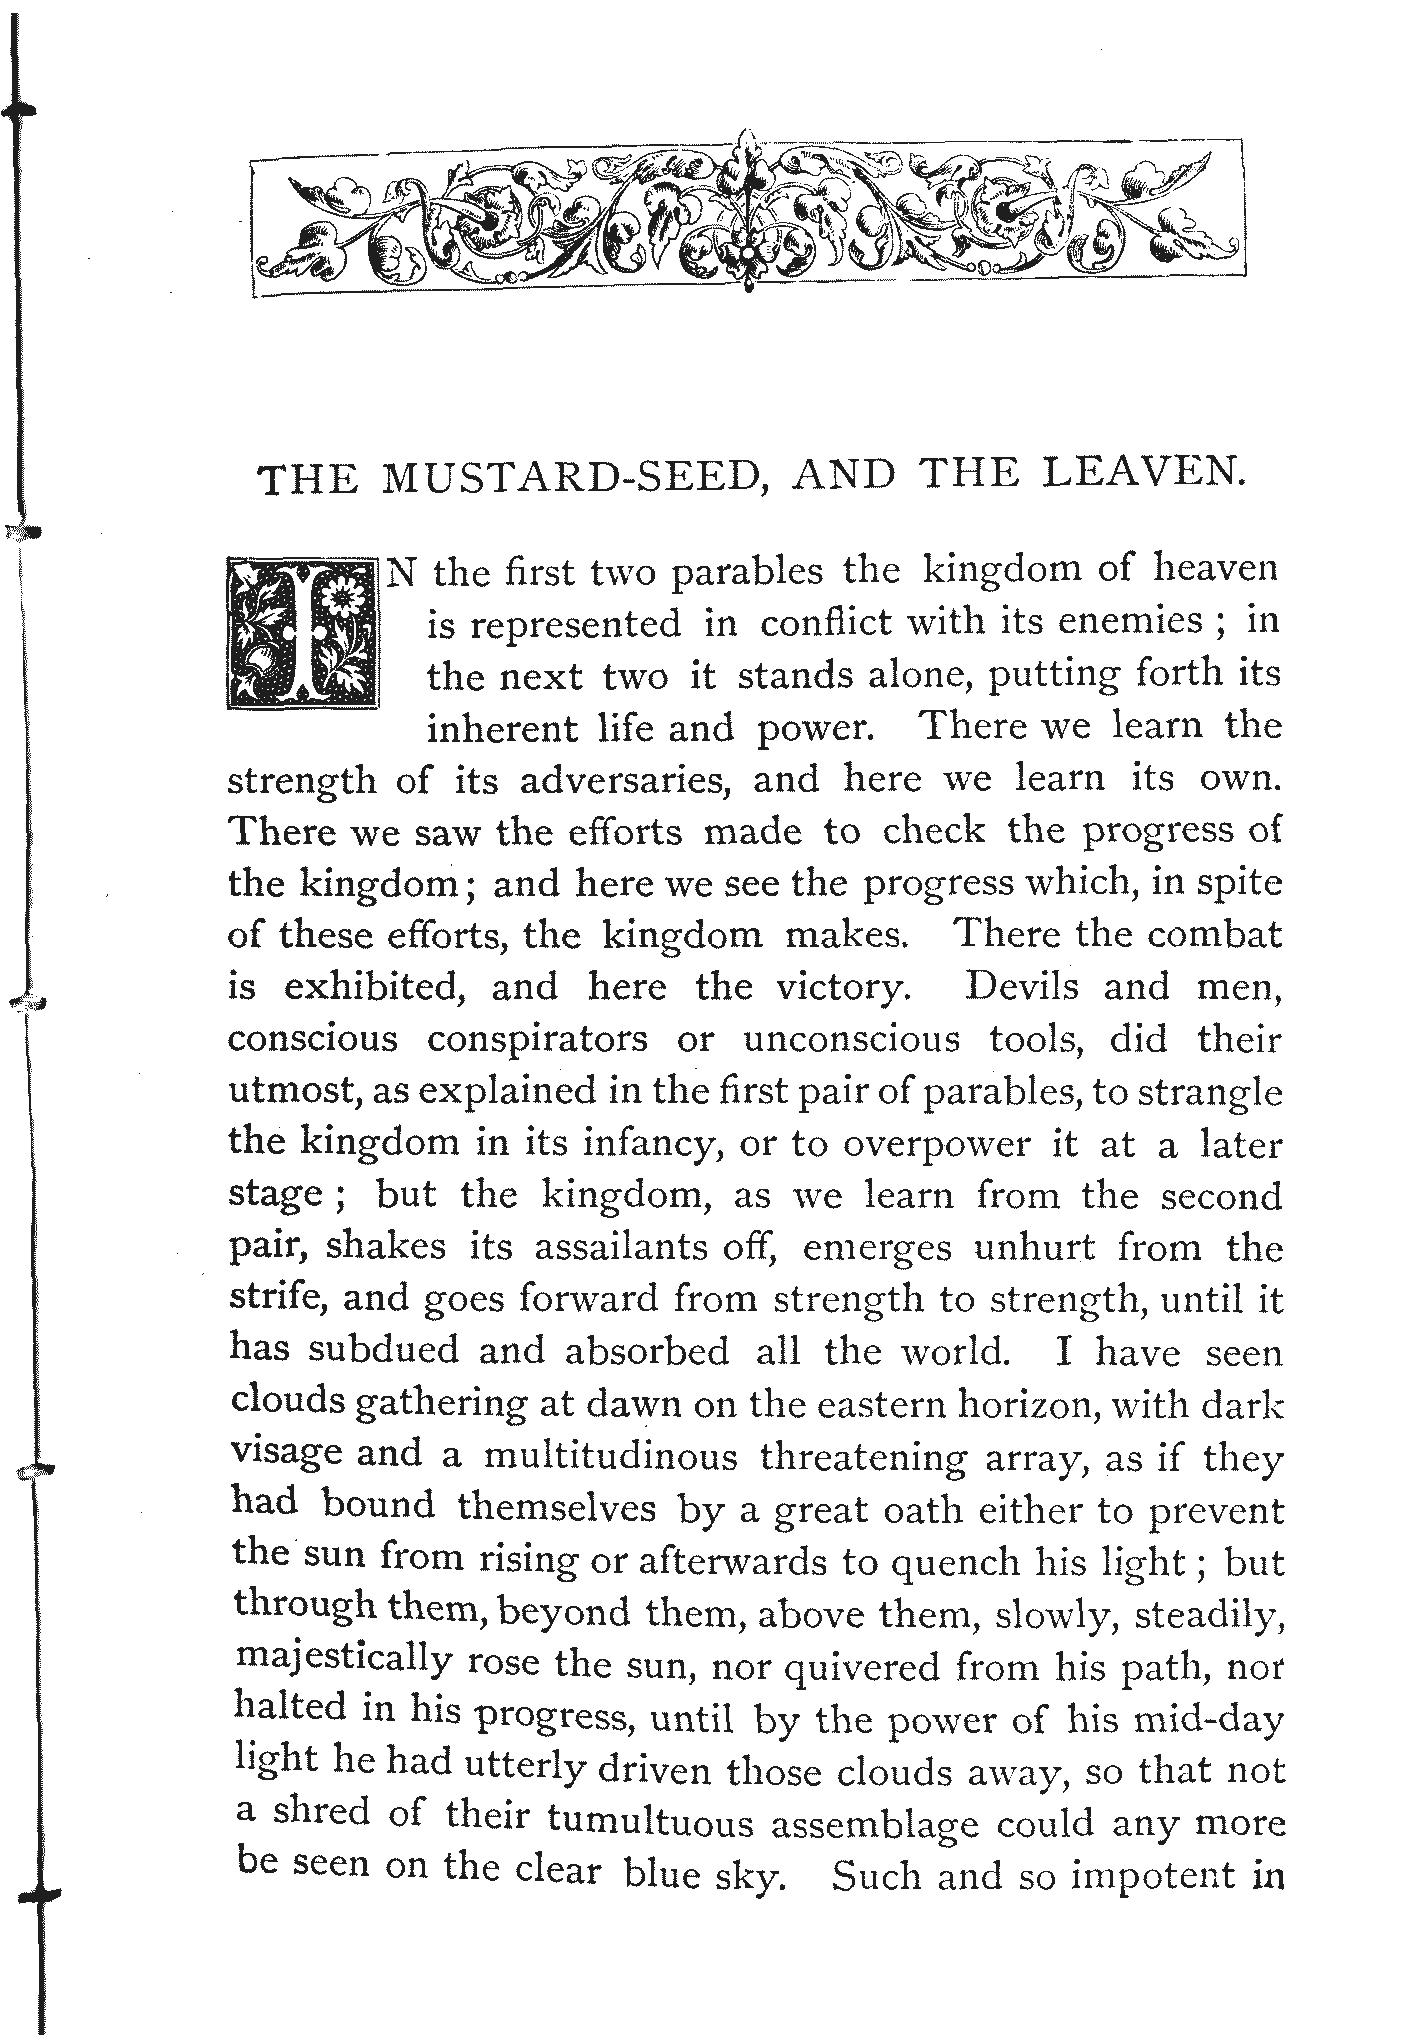 THE MUSTARD-SEED, AND THE LEAVEN.
IN the first two parables the kingdom of heaven
is represented in conflict with its enemies ; in
the next two it stands alone, putting forth its
inherent life and power. There we learn the
strength of its adversaries, and here we learn its own.
There we saw the efforts made to check the progress of
the kingdom; and here we see the progress which, in spite
of these efforts, the kingdom makes. There the combat
is exhibited, and here the victory. Devils and men,
conscious conspirators or unconscious tools, did their
utmost, as explained in the first pair of parables, to strangle
the kingdom in its infancy, or to overpower it at a later
stage ; but the kingdom, as we learn from the second
pair, shakes its assailants off, emerges unhurt from the
strife, and goes forward from strength to strength, until it
has subdued and absorbed all the world. I have seen
clouds gathering at dawn on the eastern horizon, with dark
visage and a multitudinous threatening array, as if they
had bound themselves by a great oath either to prevent
the sun from rising or afterwards to quench his light ; but
through them, beyond them, above them, slowly, steadily,
majestically rose the sun, nor quivered from his path, nor
halted in his progress, until by the power of his mid-day
light he had utterly driven those clouds away, so that not
a shred of their tumultuous assemblage could any more
be seen on the clear blue sky. Such and so impotent in